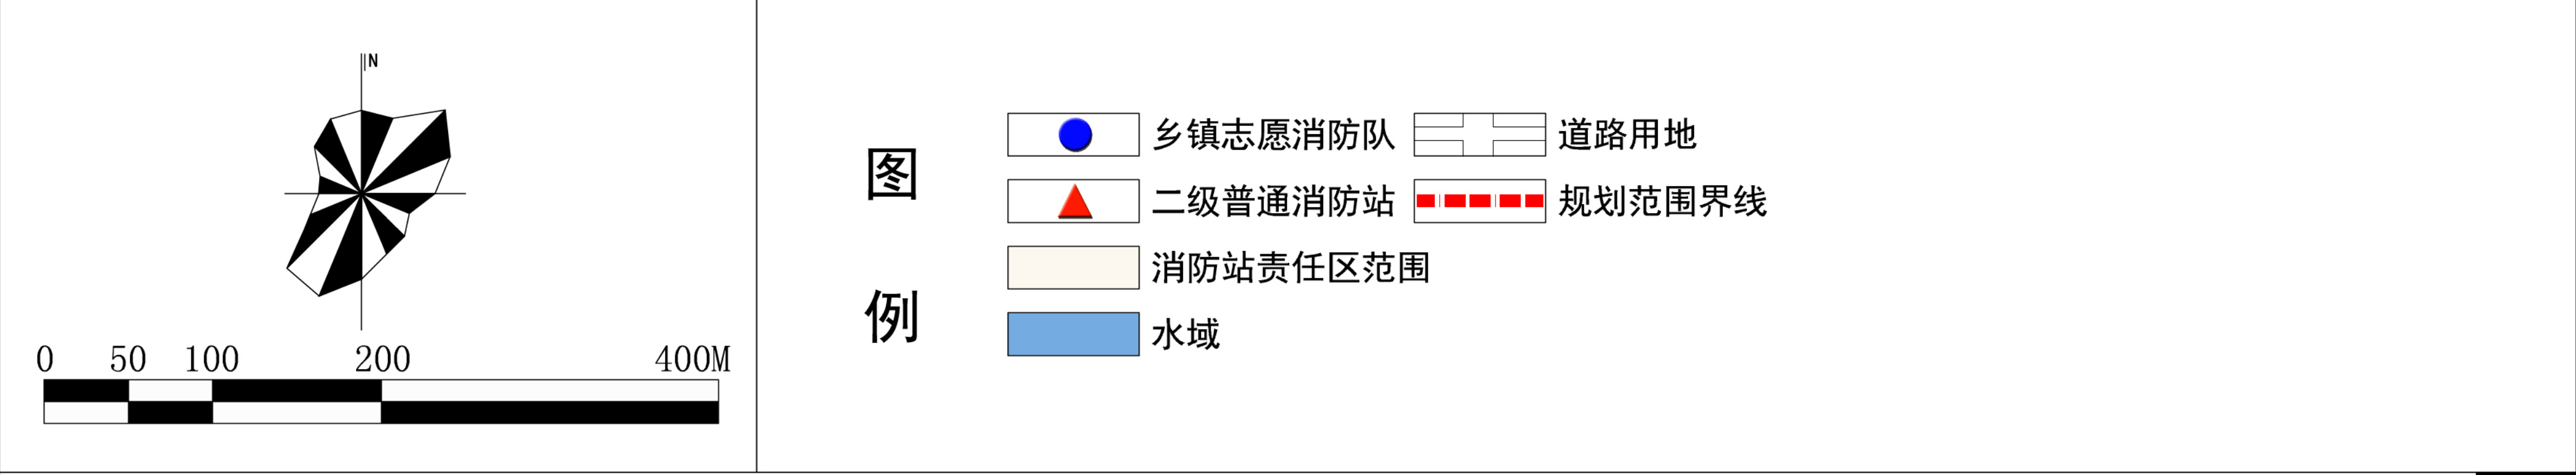 N
0 50 100 200 400M
图例
乡镇志愿消防队 道路用地
二级普通消防站 规划范围界线
消防站责任区范围
水域